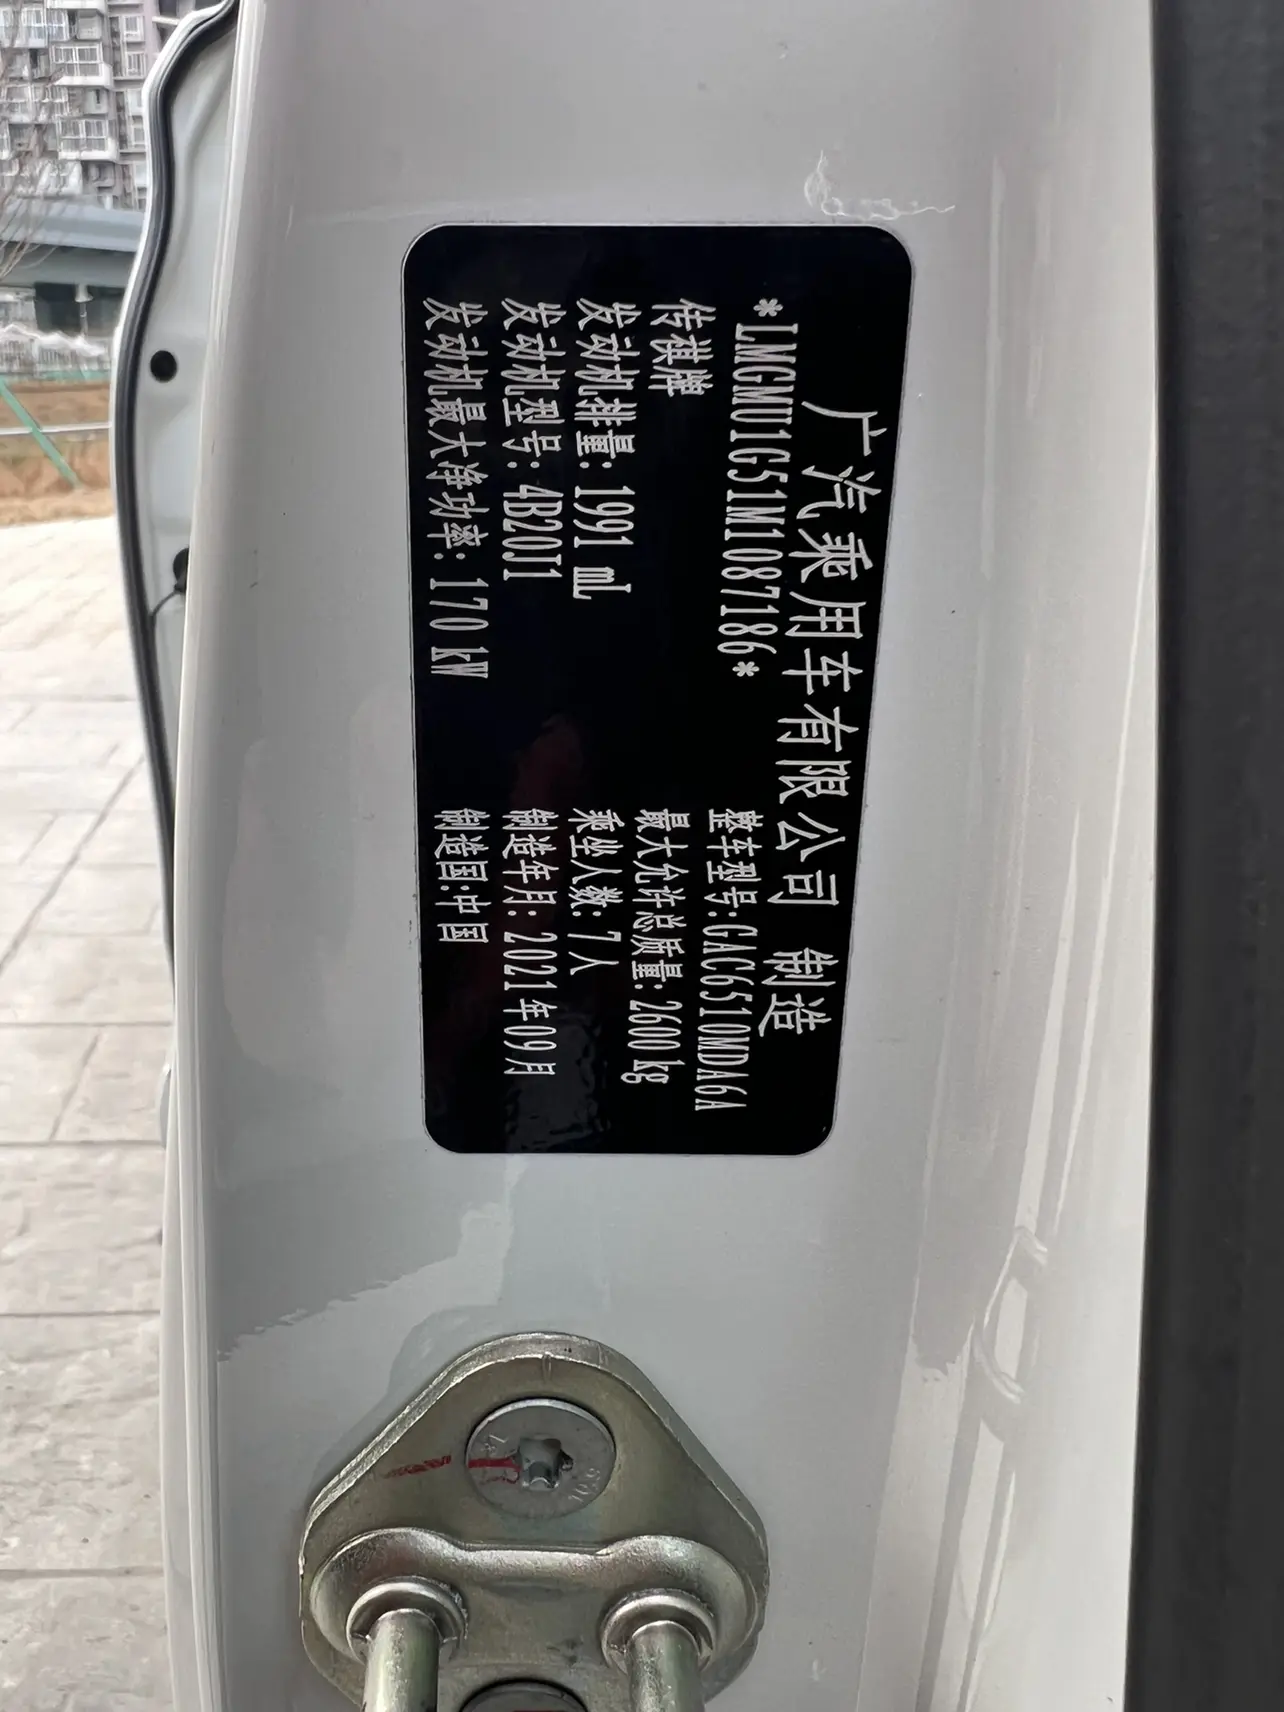 广汽乘用车有限公司 制造
*LMGMU1G51M1087186*
整车型号:GAC6510MDA6A
传祺牌
最大允许总质量:2600 kg
发动机排量:1991 mL
乘坐人数:7人
发动机型号:4B20J1
制造年月:2021年09月
发动机最大净功率:170 kW
制造国:中国